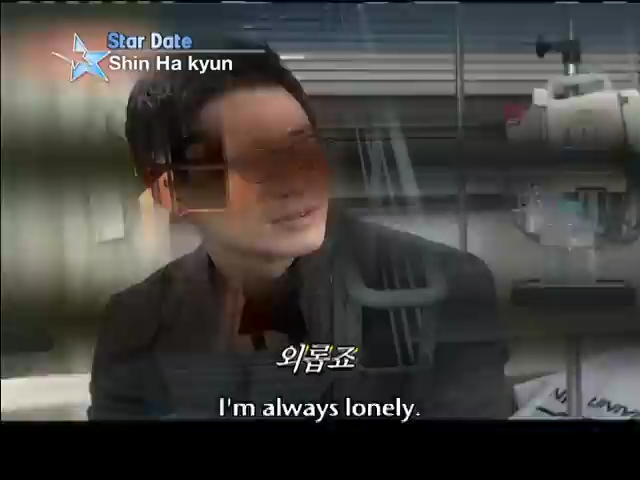 Star Date
Shin Ha kyun
외롭죠
I'm always lonely.